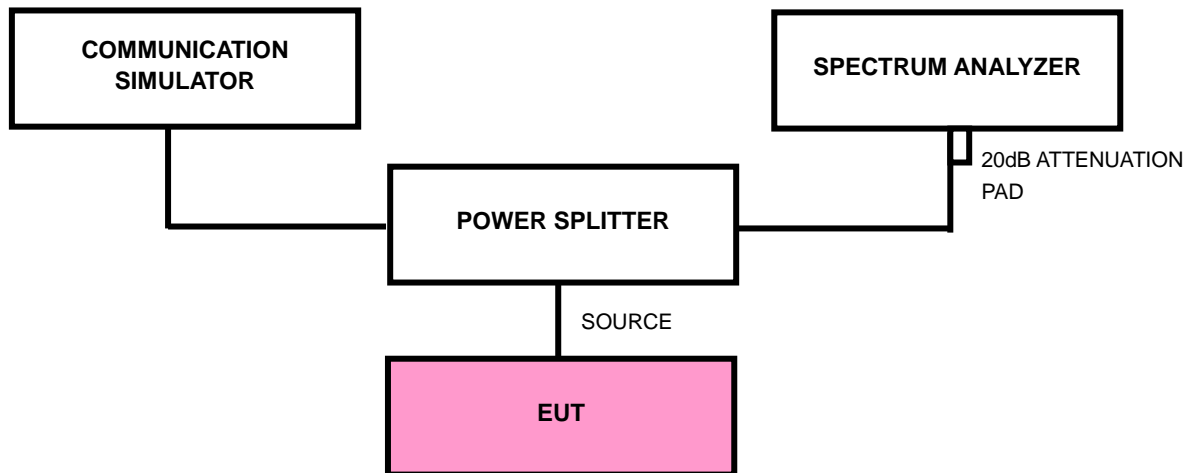 COMMUNICATION
SIMULATOR
SPECTRUM ANALYZER
20dB ATTENUATION
PAD
POWER SPLITTER
SOURCE
EUT